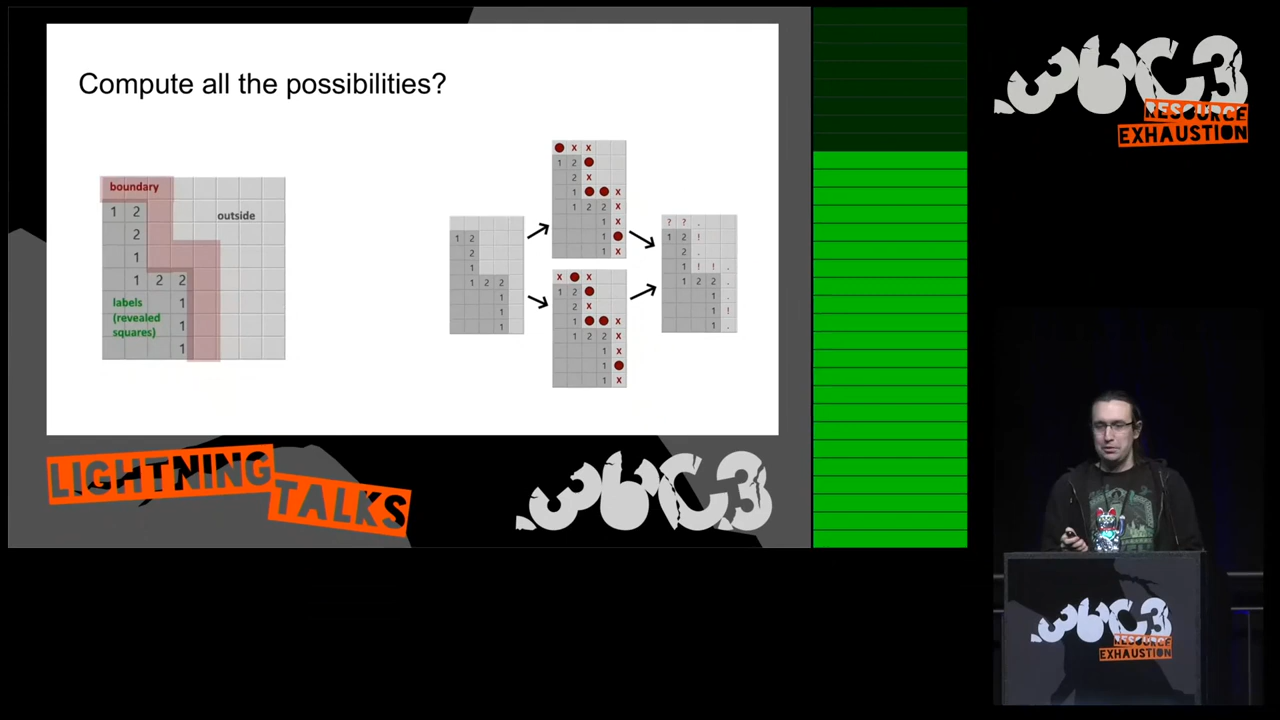 Compute all the possibilities?
boundary
outside
1 2
2
1
1 2 2
labels
(revealed
squares)
1
1
1
1 2
2
1
1 2 2
1
1
1
x x
1 2
2 x
1 x
1 2 2 x
1 x
1
1 x
x x
1 2
2 x
1 x
1 2 2 x
1 x
1
1 x
? ? .
1 2 !
2 .
1 ! ! .
1 2 2 .
1 .
1 !
1 .
LIGHTNING
TALKS
36C3
36C3
RESOURCE
EXHAUSTION
36C3
RESOURCE
EXHAUSTION